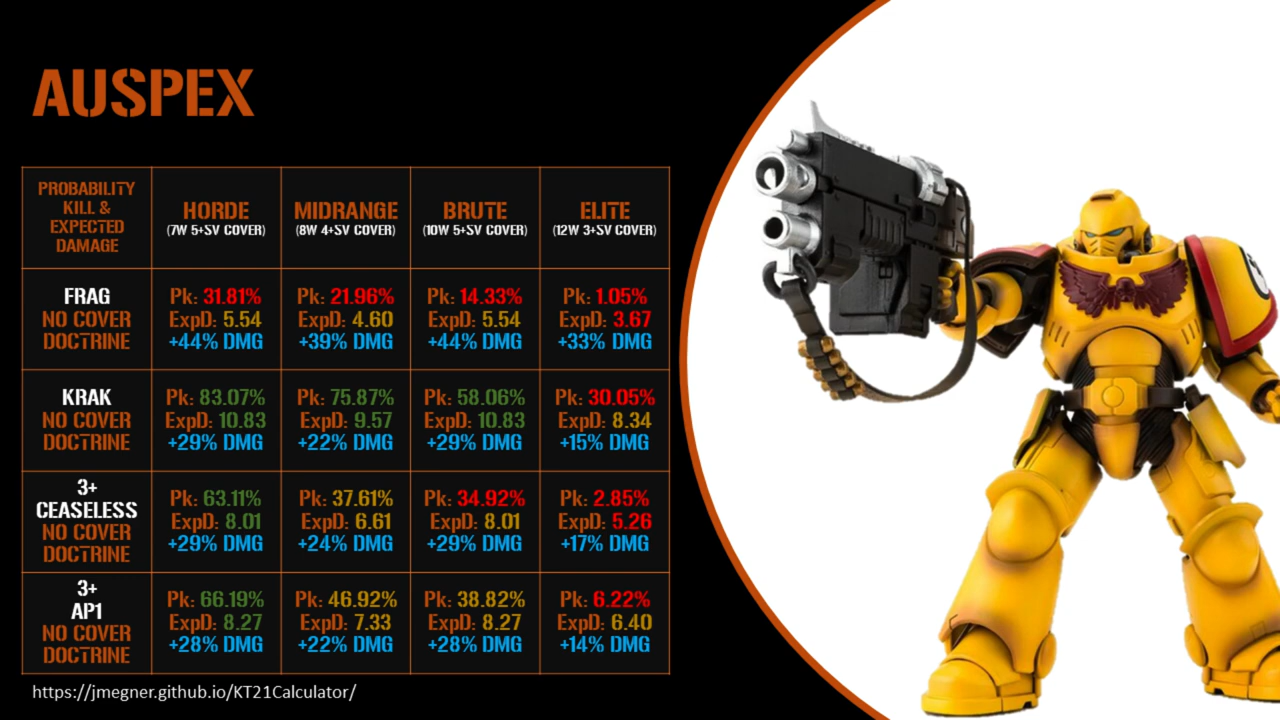 AUSPEX
PROBABILITY
KILL &
EXPECTED
DAMAGE
HORDE
(7W 5+SV COVER)
MIDRANGE
(8W 4+SV COVER)
BRUTE
(10W 5+SV COVER)
ELITE
(12W 3+SV COVER)
FRAG
NO COVER
DOCTRINE
Pk: 31.81%
ExpD: 5.54
+44% DMG
Pk: 21.96%
ExpD: 4.60
+39% DMG
Pk: 14.33%
ExpD: 5.54
+44% DMG
Pk: 1.05%
ExpD: 3.67
+33% DMG
KRAK
NO COVER
DOCTRINE
Pk: 83.07%
ExpD: 10.83
+29% DMG
Pk: 75.87%
ExpD: 9.57
+22% DMG
Pk: 58.06%
ExpD: 10.83
+29% DMG
Pk: 30.05%
ExpD: 8.34
+15% DMG
3+
CEASELESS
NO COVER
DOCTRINE
Pk: 63.11%
ExpD: 8.01
+29% DMG
Pk: 37.61%
ExpD: 6.61
+24% DMG
Pk: 34.92%
ExpD: 8.01
+29% DMG
Pk: 2.85%
ExpD: 5.26
+17% DMG
3+
AP1
NO COVER
DOCTRINE
Pk: 66.19%
ExpD: 8.27
+28% DMG
Pk: 46.92%
ExpD: 7.33
+22% DMG
Pk: 38.82%
ExpD: 8.27
+28% DMG
Pk: 6.22%
ExpD: 6.40
+14% DMG
https://jmegner.github.io/KT21Calculator/